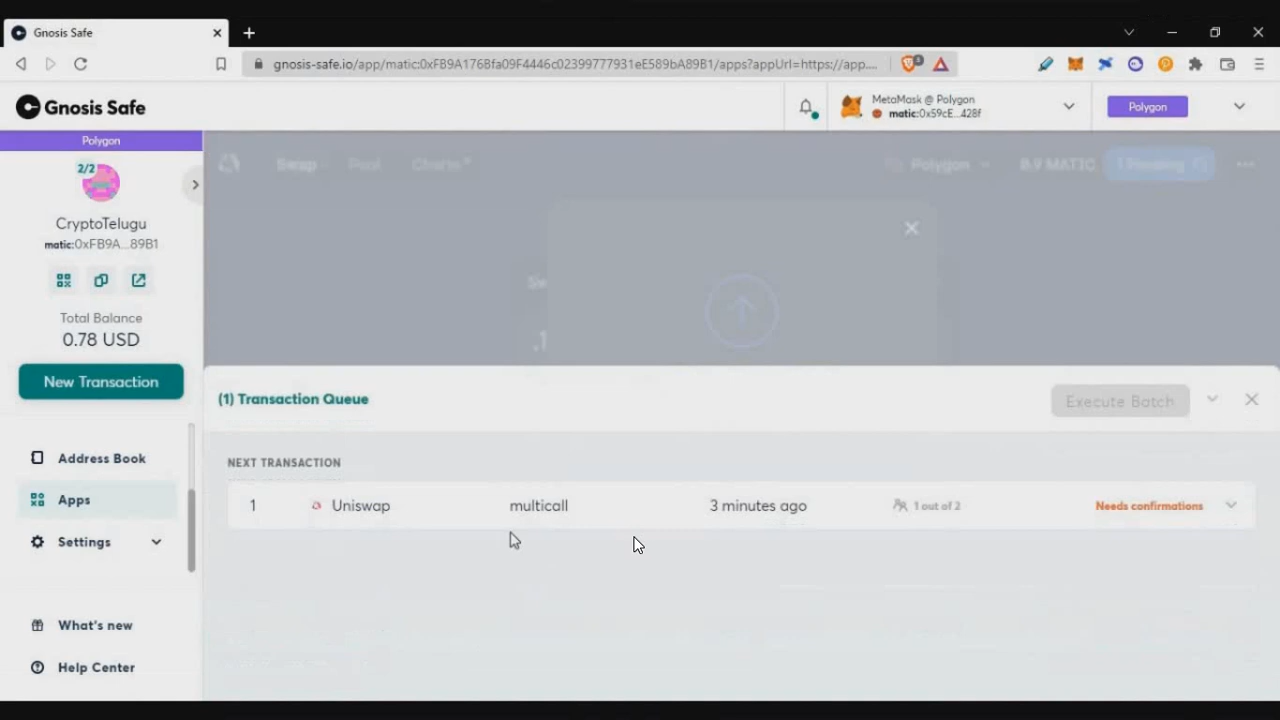 Gnosis Safe
gnosis-safe.io/app/matic:0xFB9A176Bfa09F4446c02399777931eE589bA89B1/apps?appUrl=https://app....
Gnosis Safe
MetaMask @ Polygon
matic:0x59cE...428f
Polygon
Polygon
Swap Pool Charts Polygon 0.9 MATIC 1 Pending
2/2
CryptoTelugu
matic:0xFB9A...89B1
Total Balance
0.78 USD
New Transaction
.1
(1) Transaction Queue
Execute Batch
Address Book
Apps
Settings
What's new
Help Center
NEXT TRANSACTION
1 Uniswap multicall 3 minutes ago 1 out of 2 Needs confirmations